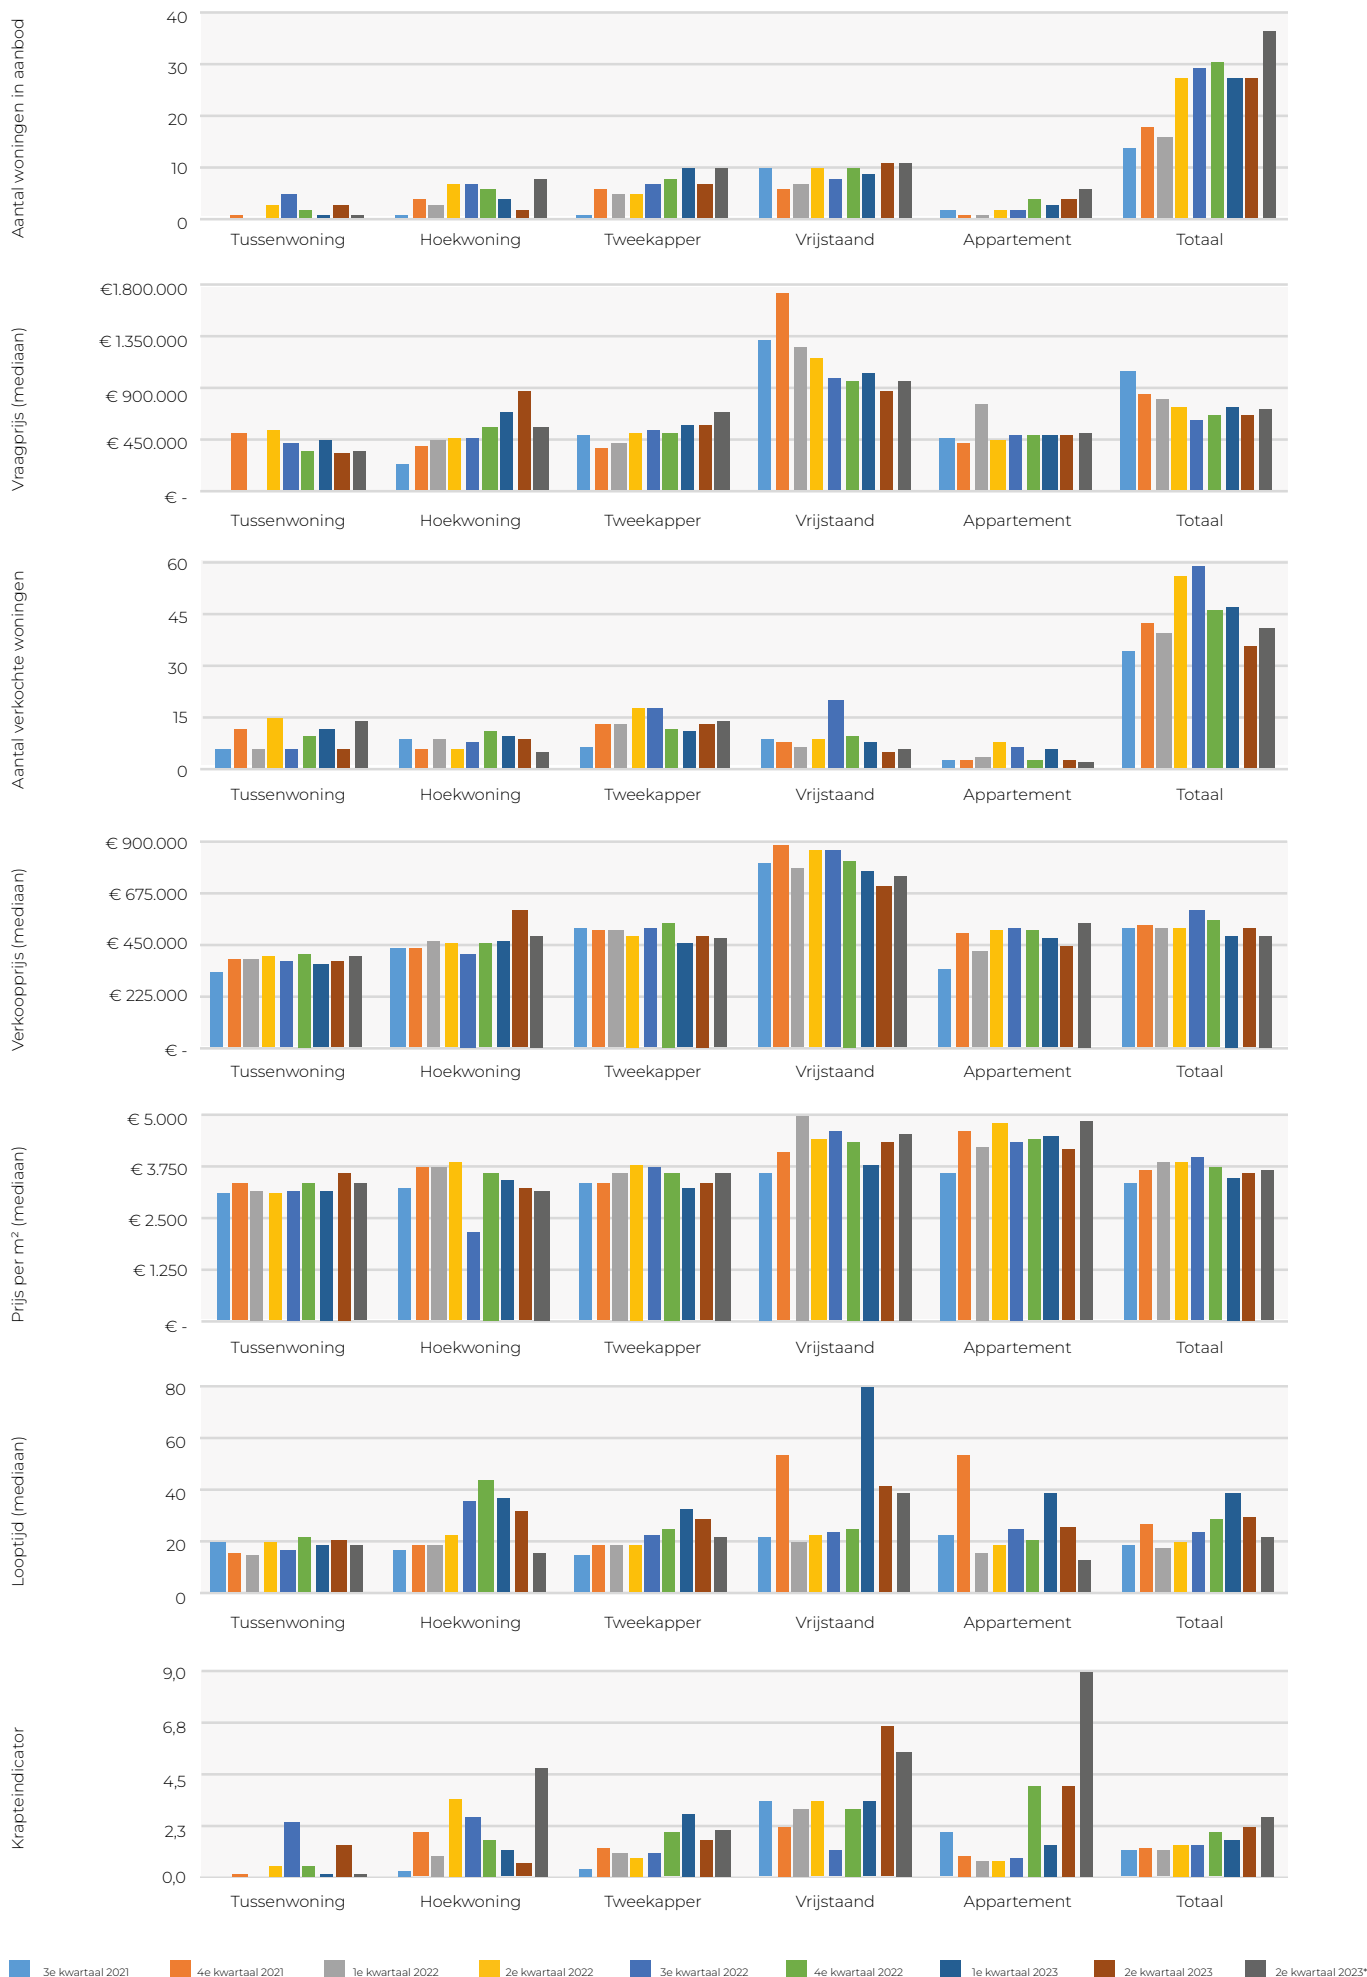 Aantal woningen in aanbod
40
30
20
10
0
Tussenwoning Hoekwoning Tweekapper Vrijstaand Appartement Totaal
Vraagprijs (mediaan)
€1.800.000
€ 1.350.000
€ 900.000
€ 450.000
€ -
Tussenwoning Hoekwoning Tweekapper Vrijstaand Appartement Totaal
Aantal verkochte woningen
60
45
30
15
0
Tussenwoning Hoekwoning Tweekapper Vrijstaand Appartement Totaal
Verkoopprijs (mediaan)
€ 900.000
€ 675.000
€ 450.000
€ 225.000
€ -
Tussenwoning Hoekwoning Tweekapper Vrijstaand Appartement Totaal
Prijs per m² (mediaan)
€ 5.000
€ 3.750
€ 2.500
€ 1.250
€ -
Tussenwoning Hoekwoning Tweekapper Vrijstaand Appartement Totaal
Looptijd (mediaan)
80
60
40
20
0
Tussenwoning Hoekwoning Tweekapper Vrijstaand Appartement Totaal
Krapteindicator
9,0
6,8
4,5
2,3
0,0
Tussenwoning Hoekwoning Tweekapper Vrijstaand Appartement Totaal
3e kwartaal 2021 4e kwartaal 2021 1e kwartaal 2022 2e kwartaal 2022 3e kwartaal 2022 4e kwartaal 2022 1e kwartaal 2023 2e kwartaal 2023 2e kwartaal 2023*